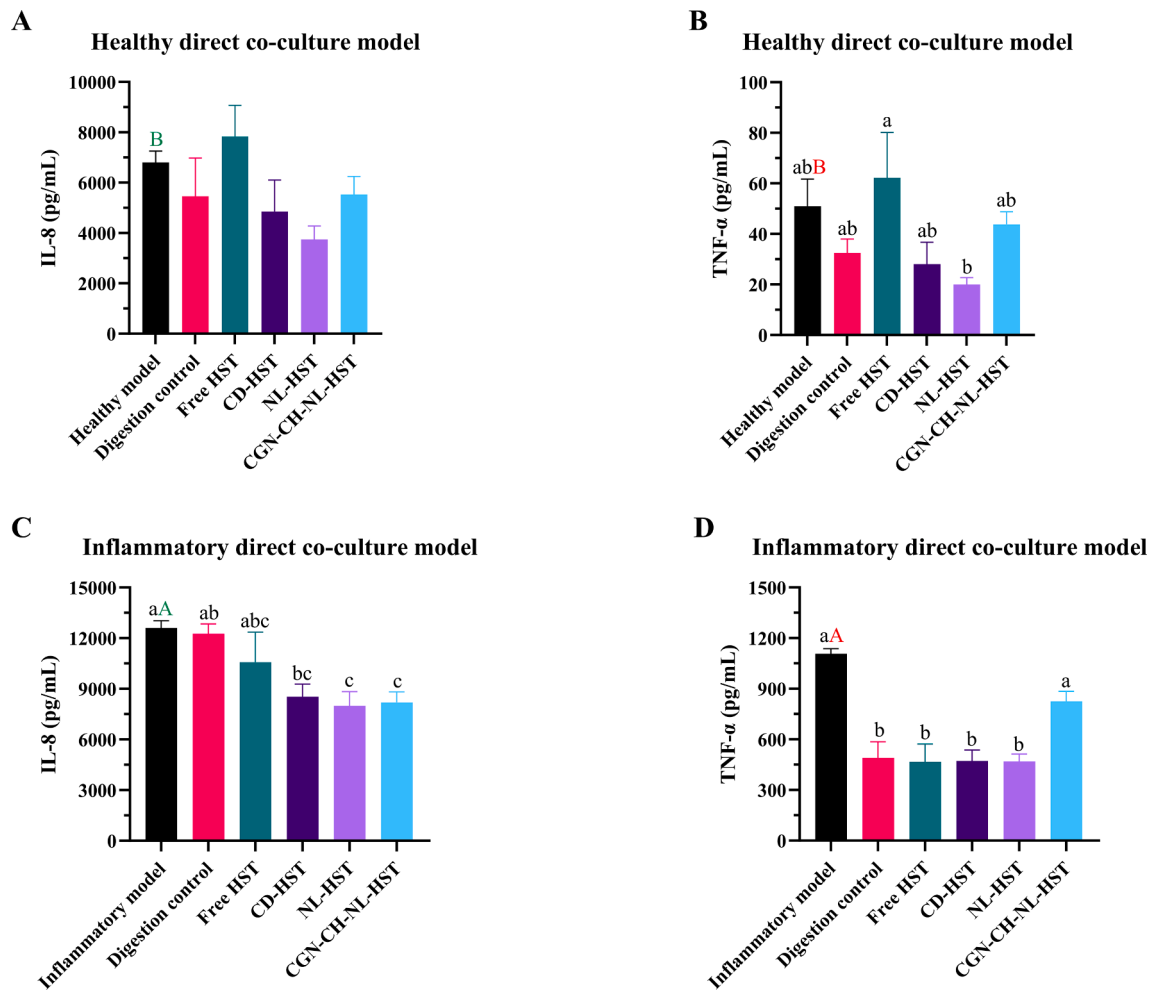 A
Healthy direct co-culture model
IL-8 (pg/mL)
10000
8000
6000
4000
2000
0
B
Healthy model
Digestion control
Free HST
CD-HST
NL-HST
CGN-CH-NL-HST
B
Healthy direct co-culture model
TNF-α (pg/mL)
100
80
60
40
20
0
abB
ab
a
ab
b
ab
Healthy model
Digestion control
Free HST
CD-HST
NL-HST
CGN-CH-NL-HST
C
Inflammatory direct co-culture model
IL-8 (pg/mL)
15000
12000
9000
6000
3000
0
aA
ab
abc
bc
c
c
Inflammatory model
Digestion control
Free HST
CD-HST
NL-HST
CGN-CH-NL-HST
D
Inflammatory direct co-culture model
TNF-α (pg/mL)
1500
1200
900
600
300
0
aA
b
b
b
b
a
Inflammatory model
Digestion control
Free HST
CD-HST
NL-HST
CGN-CH-NL-HST